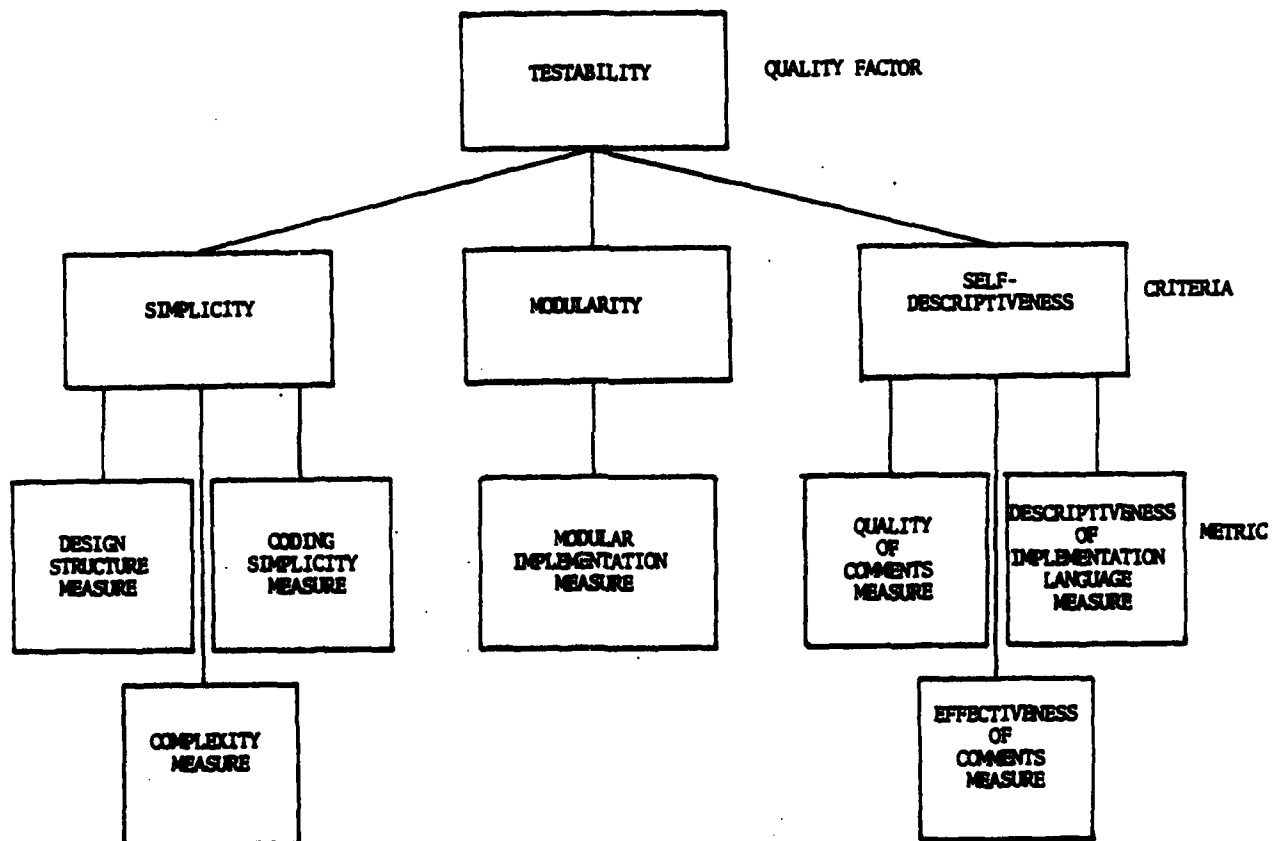 TESTABILITY
QUALITY FACTOR
SIMPLICITY
MODULARITY
SELF-
DESCRIPTIVENESS
CRITERIA
DESIGN
STRUCTURE
MEASURE
CODING
SIMPLICITY
MEASURE
MODULAR
IMPLEMENTATION
MEASURE
QUALITY
OF
COMMENTS
MEASURE
DESCRIPTIVENESS
OF
IMPLEMENTATION
LANGUAGE
MEASURE
METRIC
COMPLEXITY
MEASURE
EFFECTIVENESS
OF
COMMENTS
MEASURE